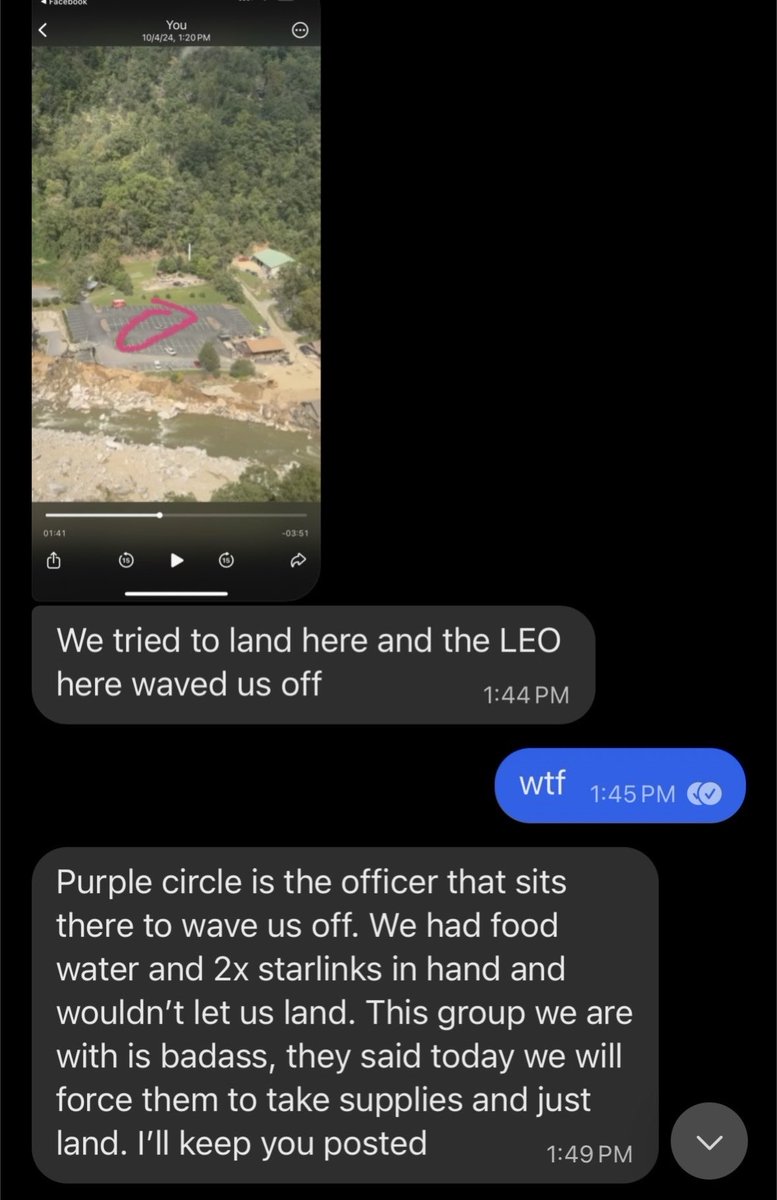 Facebook
You
10/4/24, 1:20 PM
01:41
-03:51
15
15
We tried to land here and the LEO
here waved us off
1:44 PM
wtf
1:45 PM
Purple circle is the officer that sits
there to wave us off. We had food
water and 2x starlinks in hand and
wouldn’t let us land. This group we are
with is badass, they said today we will
force them to take supplies and just
land. I’ll keep you posted
1:49 PM